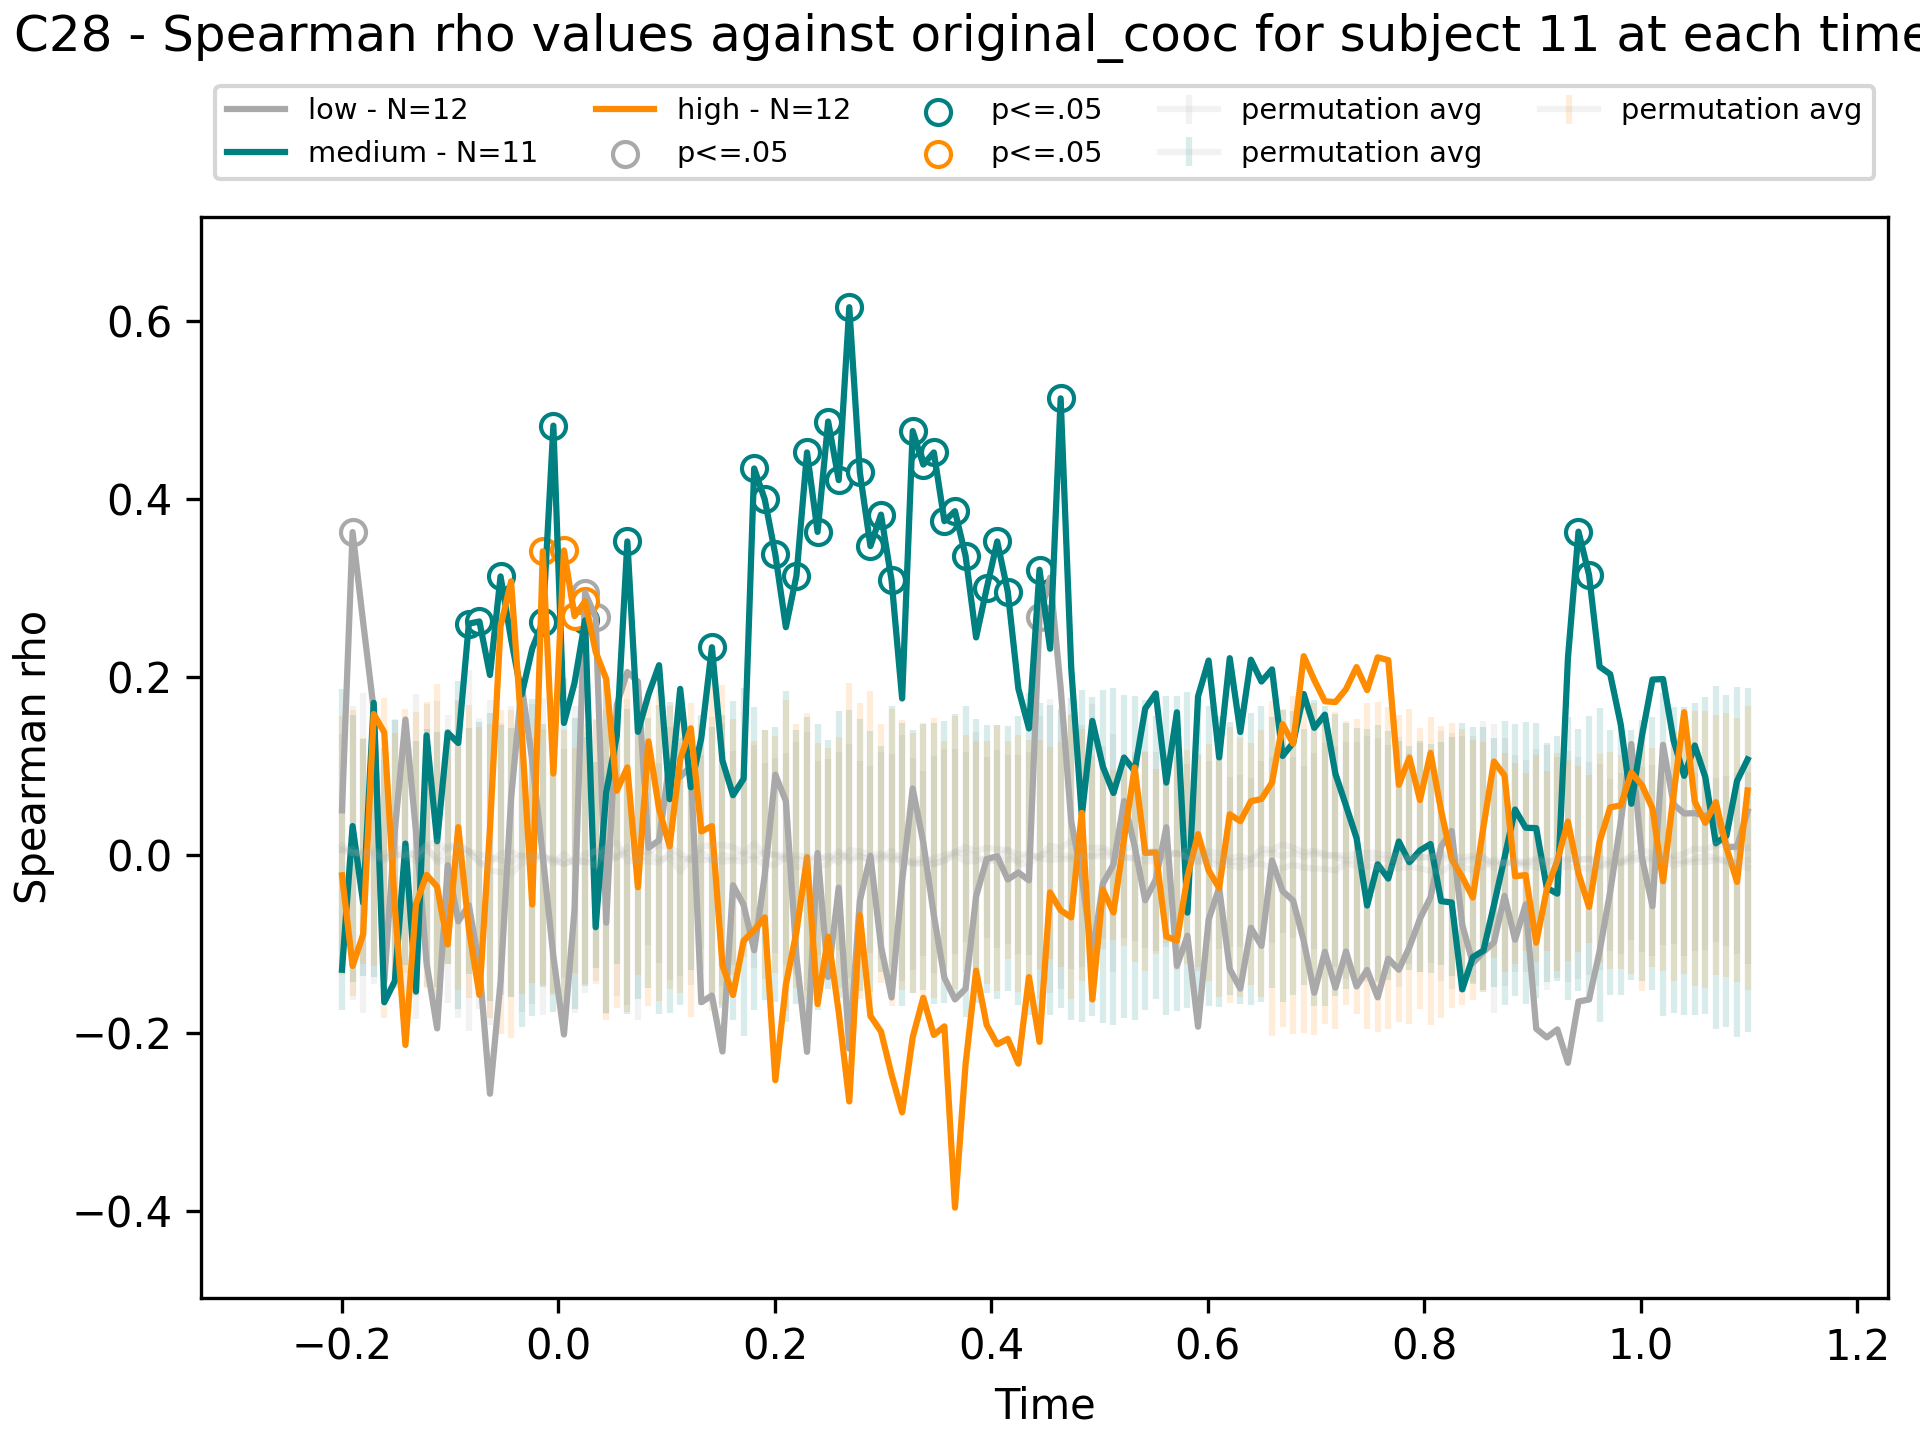 C28 - Spearman rho values against original_cooc for subject 11 at each time
low - N=12
medium - N=11
high - N=12
p<=.05
p<=.05
p<=.05
permutation avg
permutation avg
permutation avg
Spearman rho
0.6
0.4
0.2
0.0
−0.2
−0.4
−0.2 0.0 0.2 0.4 0.6 0.8 1.0 1.2
Time